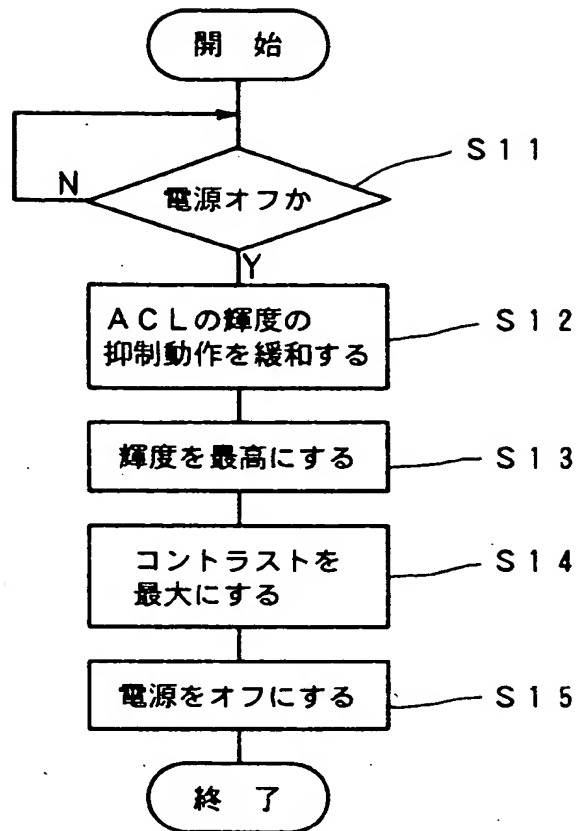 開 始
S11
N
電源オフか
Y
ACLの輝度の
抑制動作を緩和する
S12
輝度を最高にする
S13
コントラストを
最大にする
S14
電源をオフにする
S15
終 了